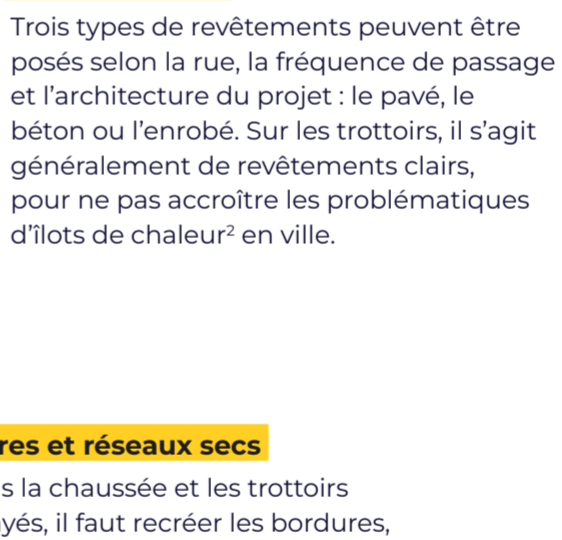 Trois types de revêtements peuvent être
posés selon la rue, la fréquence de passage
et l’architecture du projet : le pavé, le
béton ou l’enrobé. Sur les trottoirs, il s’agit
généralement de revêtements clairs,
pour ne pas accroître les problématiques
d’îlots de chaleur² en ville.
et réseaux secs
la chaussée et les trottoirs
il faut recréer les bordures,